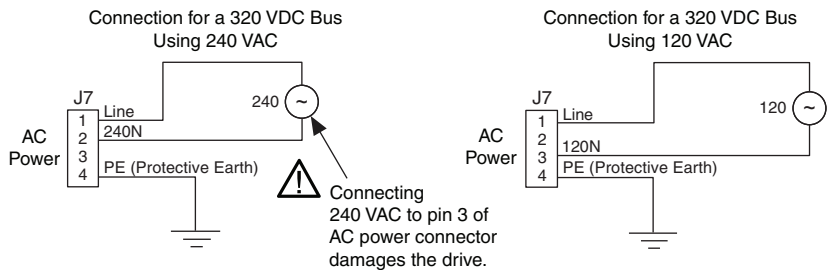 Connection for a 320 VDC Bus
Using 240 VAC
J7
AC
Power
1
2
3
4
Line
240N
PE (Protective Earth)
240
~
!
Connecting
240 VAC to pin 3 of
AC power connector
damages the drive.
Connection for a 320 VDC Bus
Using 120 VAC
J7
AC
Power
1
2
3
4
Line
120N
PE (Protective Earth)
120
~